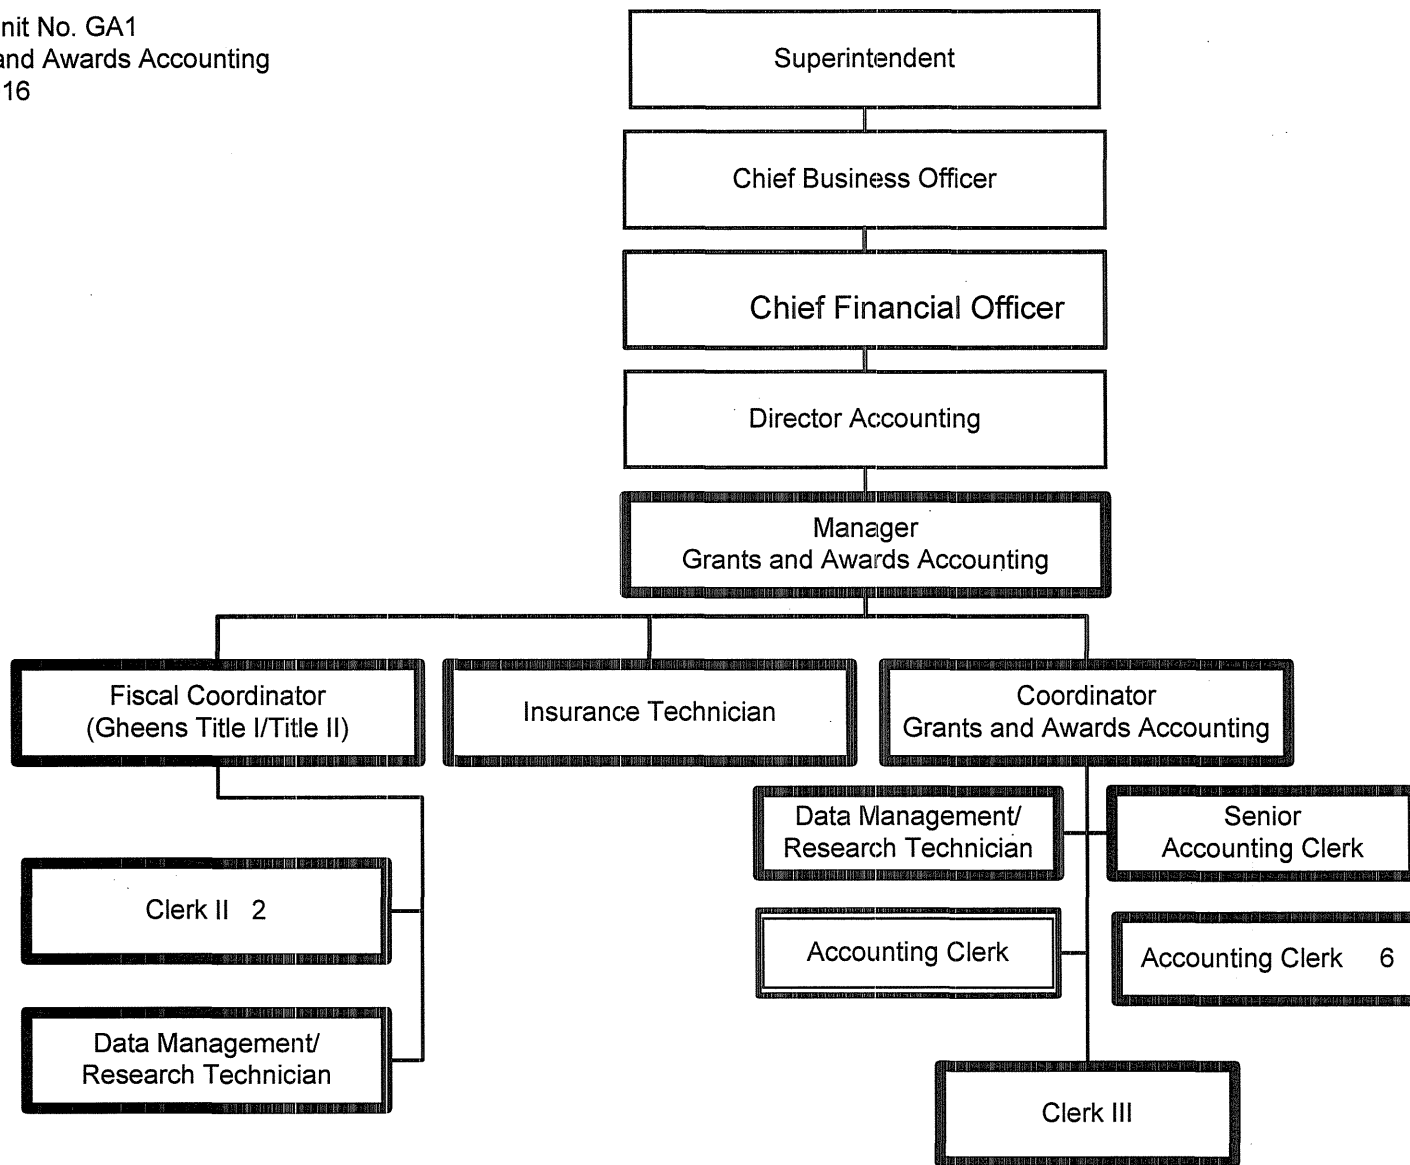 nit No. GA1
and Awards Accounting
16
Superintendent
Chief Business Officer
Chief Financial Officer
Director Accounting
Manager
Grants and Awards Accounting
Fiscal Coordinator
(Gheens Title I/Title II)
Insurance Technician
Coordinator
Grants and Awards Accounting
Data Management/
Research Technician
Senior
Accounting Clerk
Clerk II 2
Accounting Clerk
Accounting Clerk 6
Data Management/
Research Technician
Clerk III